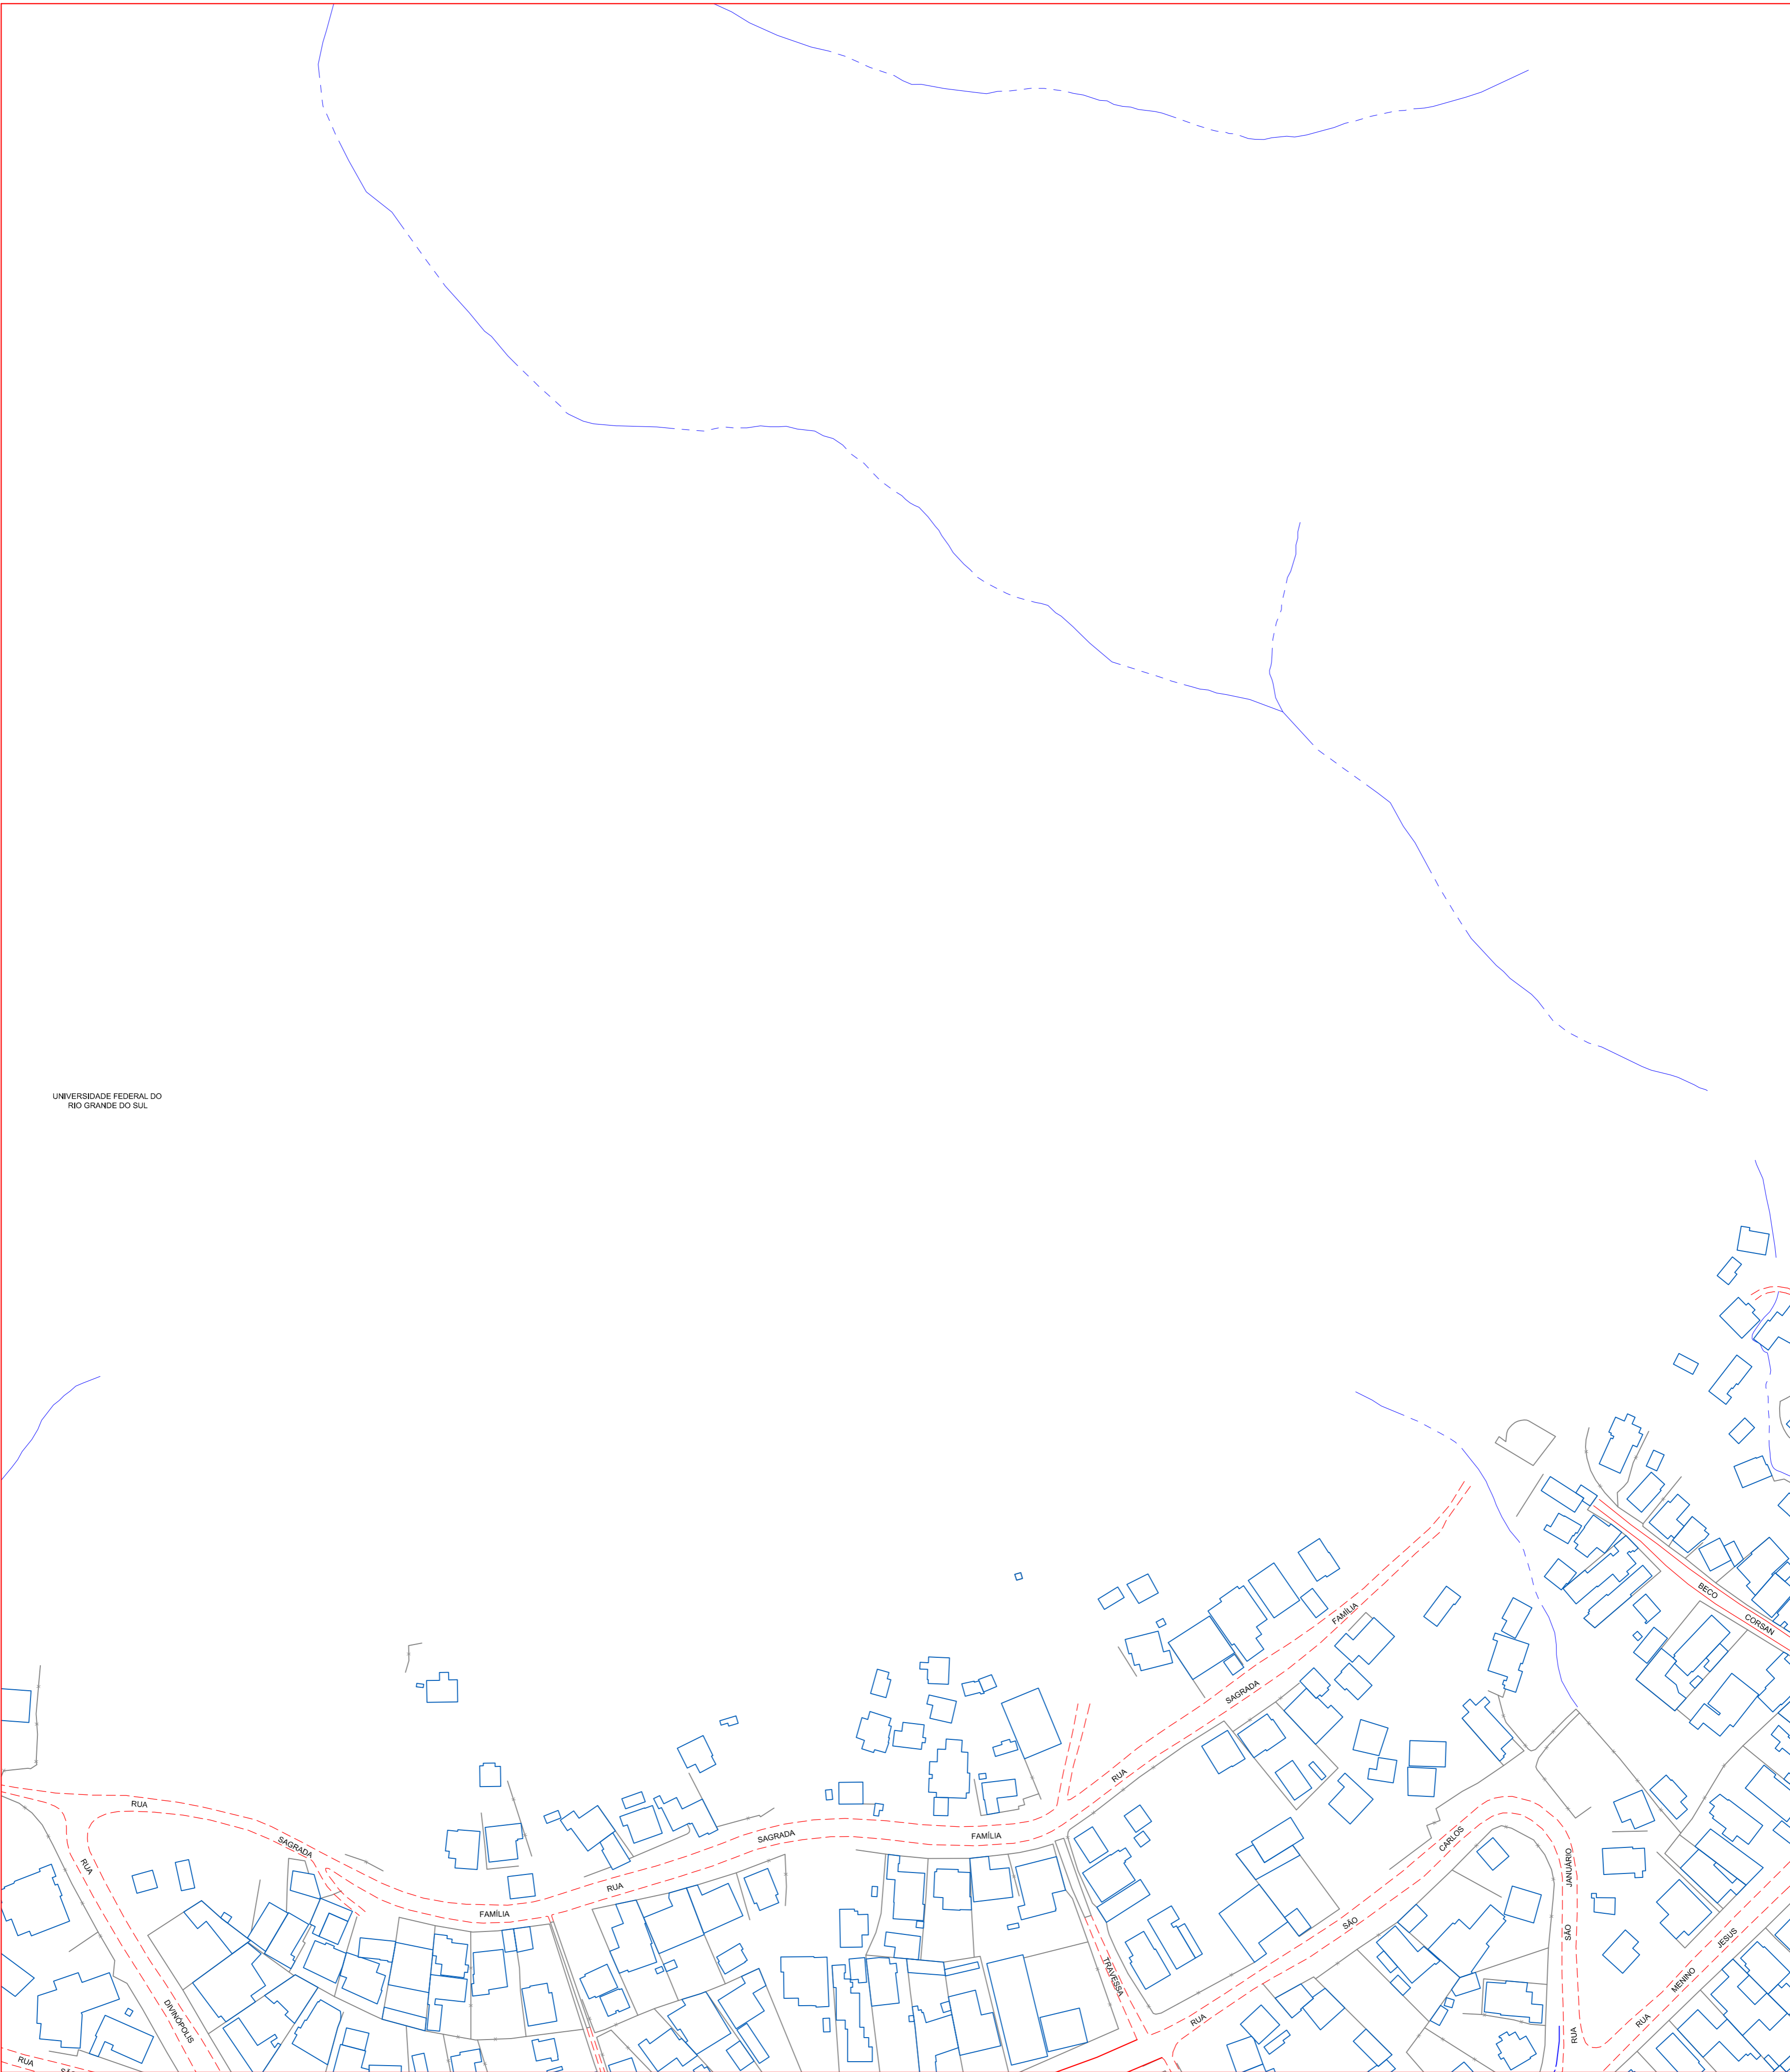 UNIVERSIDADE FEDERAL DO
RIO GRANDE DO SUL
BECO
CORSAN
FAMÍLIA
SAGRADA
RUA
RUA
SAGRADA
FAMÍLIA
RUA
SAGRADA
FAMÍLIA
RUA
DIVINÓPOLIS
RUA
TRAVESSA
RUA
SÃO
CARLOS
JANUÁRIO
SÃO
RUA
RUA
MENINO
JESUS
RUA